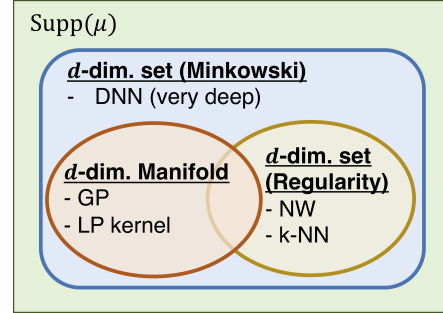 Supp(μ)
d-dim. set (Minkowski)
- DNN (very deep)
d-dim. Manifold
- GP
- LP kernel
d-dim. set
(Regularity)
- NW
- k-NN